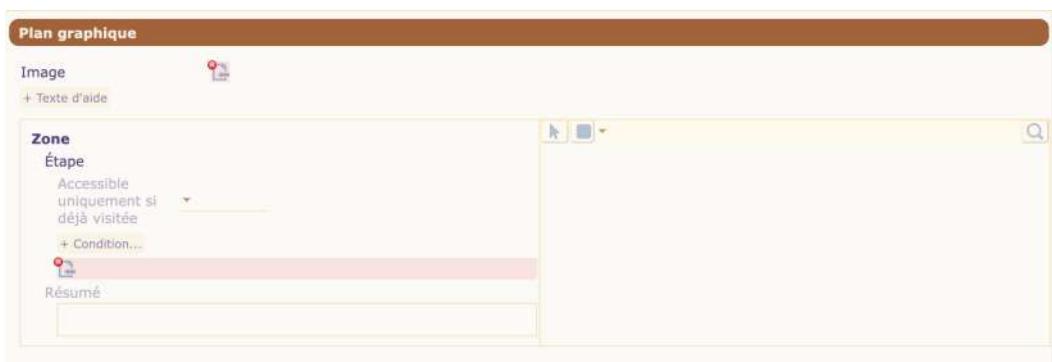 Plan graphique
Image
+ Texte d'aide
Zone
Étape
Accessible
uniquement si
déjà visitée
+ Condition...
Résumé